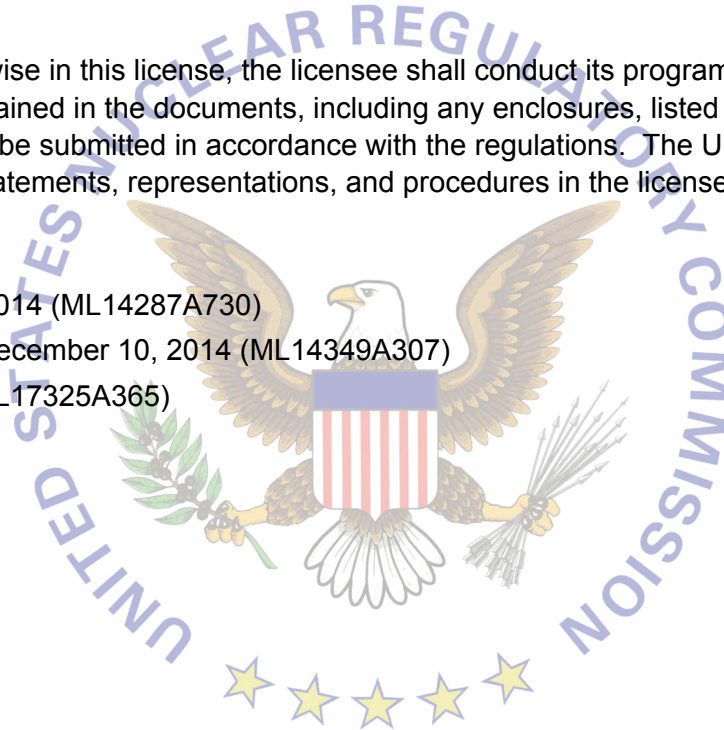 UNITED STATES NUCLEAR REGULATORY COMMISSION
wise in this license, the licensee shall conduct its program
ained in the documents, including any enclosures, listed
be submitted in accordance with the regulations. The U
atements, representations, and procedures in the license
014 (ML14287A730)
ecember 10, 2014 (ML14349A307)
L17325A365)